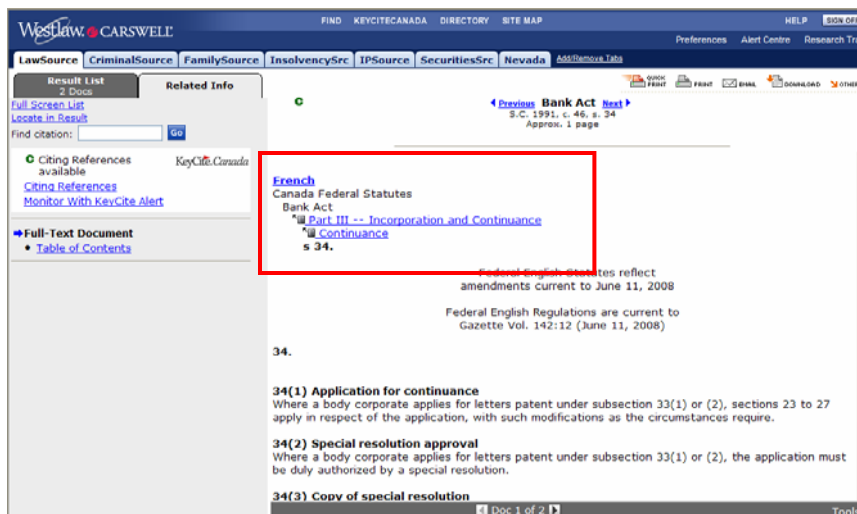 Westlaw. CARSWELL
FIND KEYCITECANADA DIRECTORY SITE MAP HELP SIGN OFF
Preferences Alert Centre Research Tra
LawSource CriminalSource FamilySource InsolvencySrc IPSource SecuritiesSrc Nevada Add/Remove Tabs
Result List
2 Docs
Related Info
QUICK PRINT PRINT EMAIL DOWNLOAD OTHER
Full Screen List
Locate in Result
Find citation: Go
C Citing References available
KeyCite.Canada
Citing References
Monitor With KeyCite Alert
Full-Text Document
• Table of Contents
C
Previous Bank Act Next
S.C. 1991, c. 46, s. 34
Approx. 1 page
French
Canada Federal Statutes
Bank Act
Part III -- Incorporation and Continuance
Continuance
s 34.
Federal English Statutes reflect
amendments current to June 11, 2008
Federal English Regulations are current to
Gazette Vol. 142:12 (June 11, 2008)
34.
34(1) Application for continuance
Where a body corporate applies for letters patent under subsection 33(1) or (2), sections 23 to 27
apply in respect of the application, with such modifications as the circumstances require.
34(2) Special resolution approval
Where a body corporate applies for letters patent under subsection 33(1) or (2), the application must
be duly authorized by a special resolution.
34(3) Copy of special resolution
Doc 1 of 2
Tools